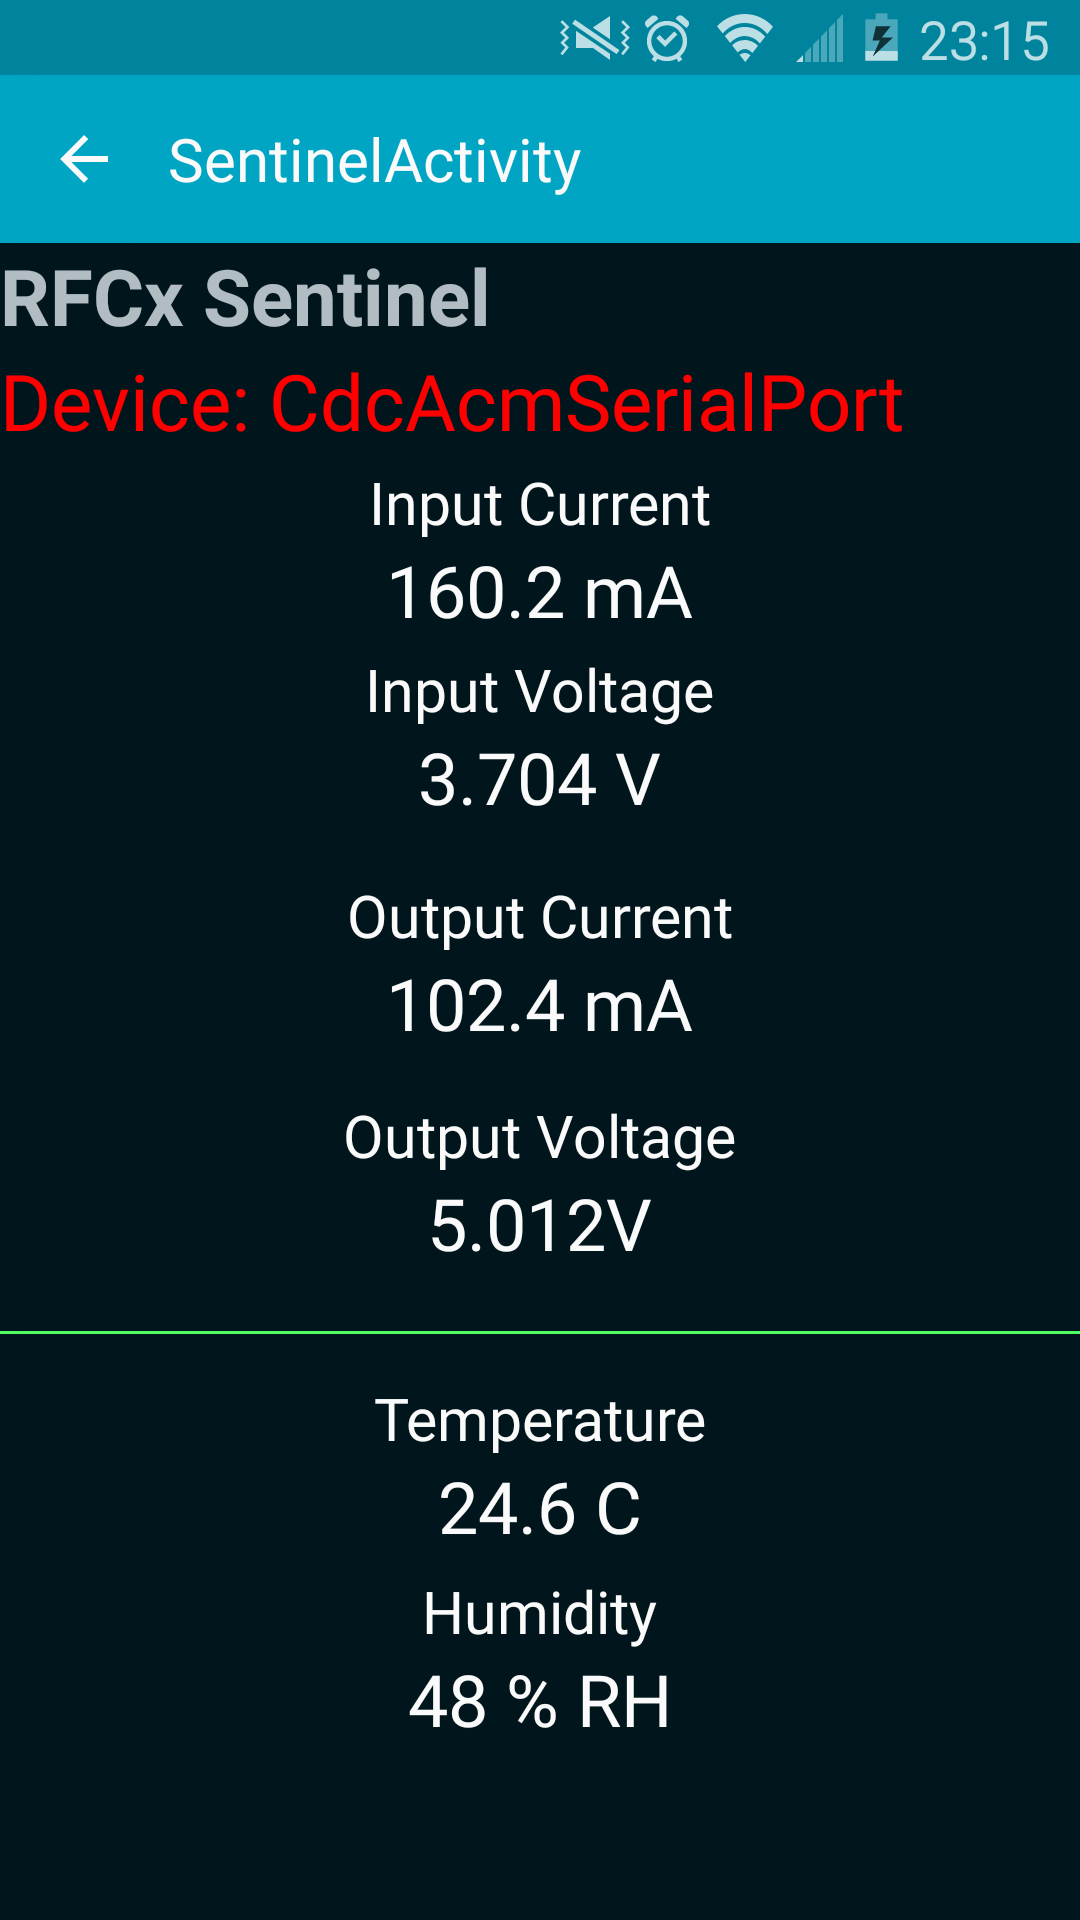 23:15
SentinelActivity
RFCx Sentinel
Device: CdcAcmSerialPort
Input Current
160.2 mA
Input Voltage
3.704 V
Output Current
102.4 mA
Output Voltage
5.012V
Temperature
24.6 C
Humidity
48 % RH